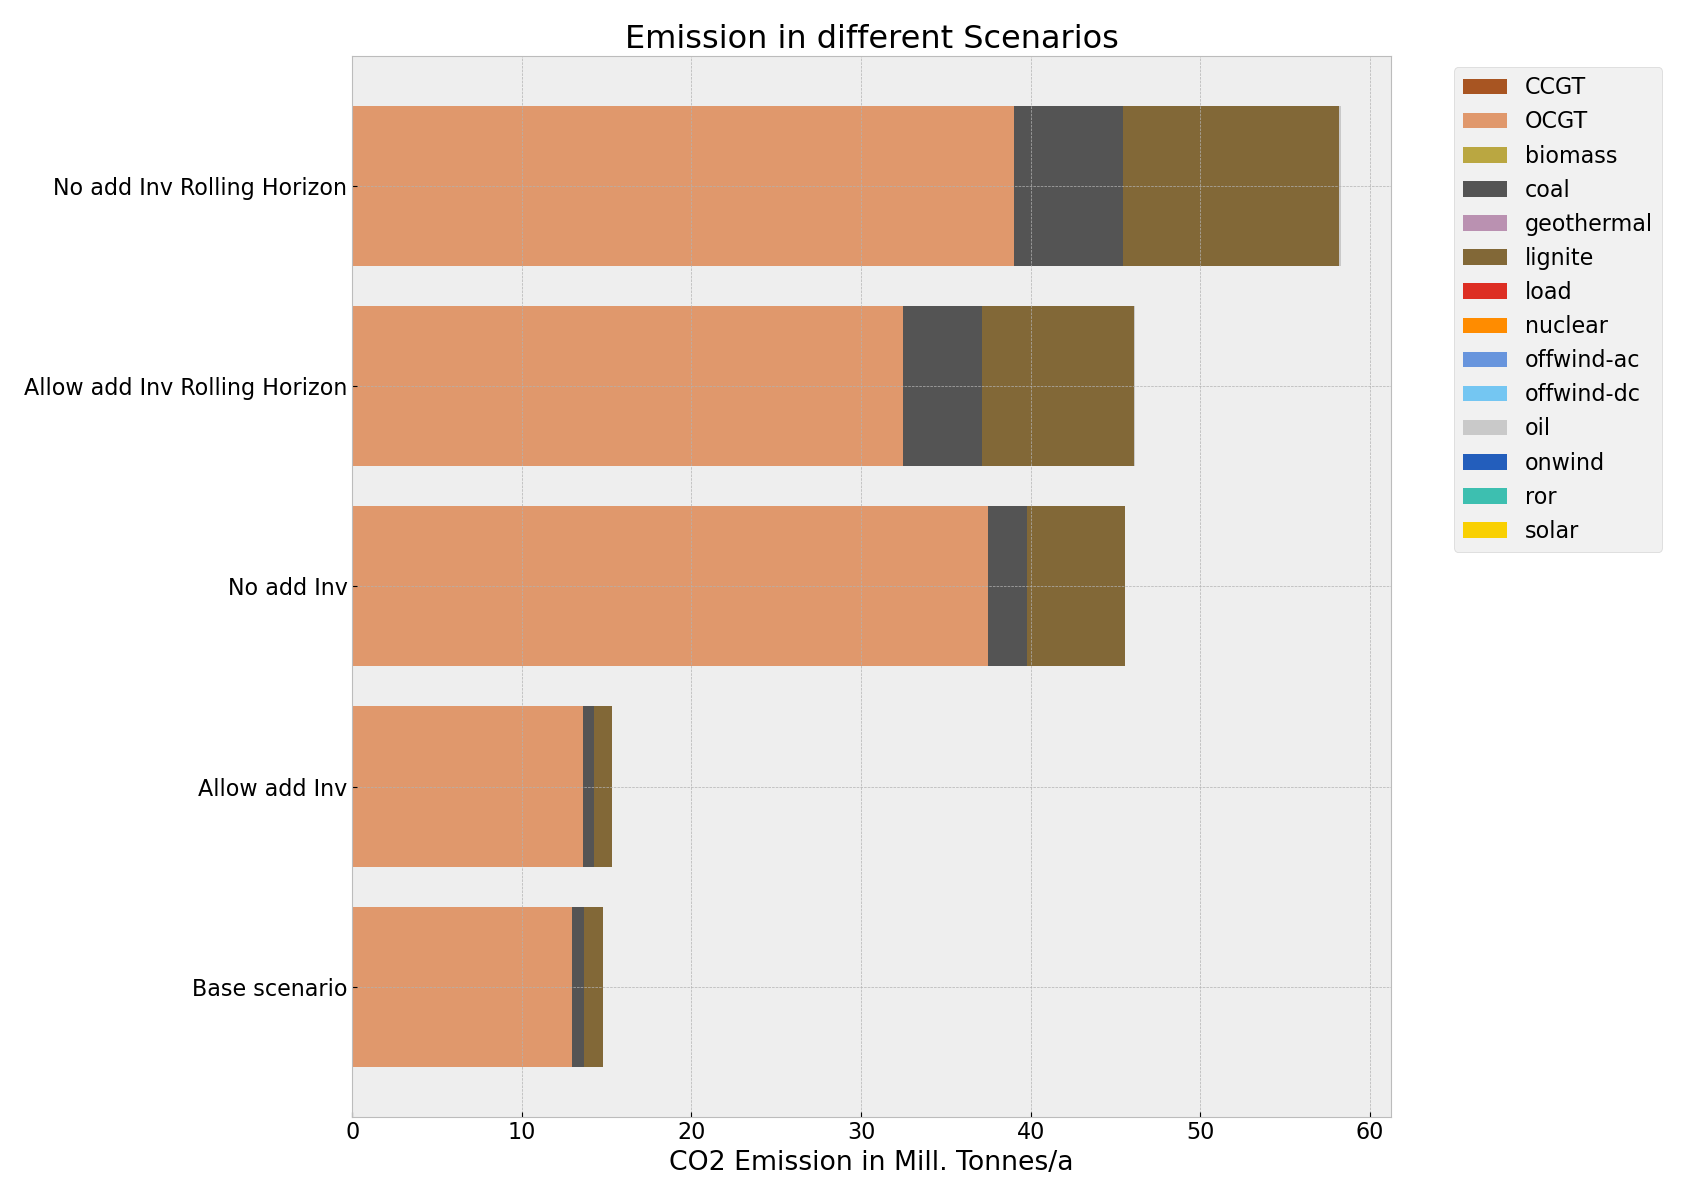 Emission in different Scenarios
No add Inv Rolling Horizon
Allow add Inv Rolling Horizon
No add Inv
Allow add Inv
Base scenario
0 10 20 30 40 50 60
CO2 Emission in Mill. Tonnes/a
CCGT
OCGT
biomass
coal
geothermal
lignite
load
nuclear
offwind-ac
offwind-dc
oil
onwind
ror
solar